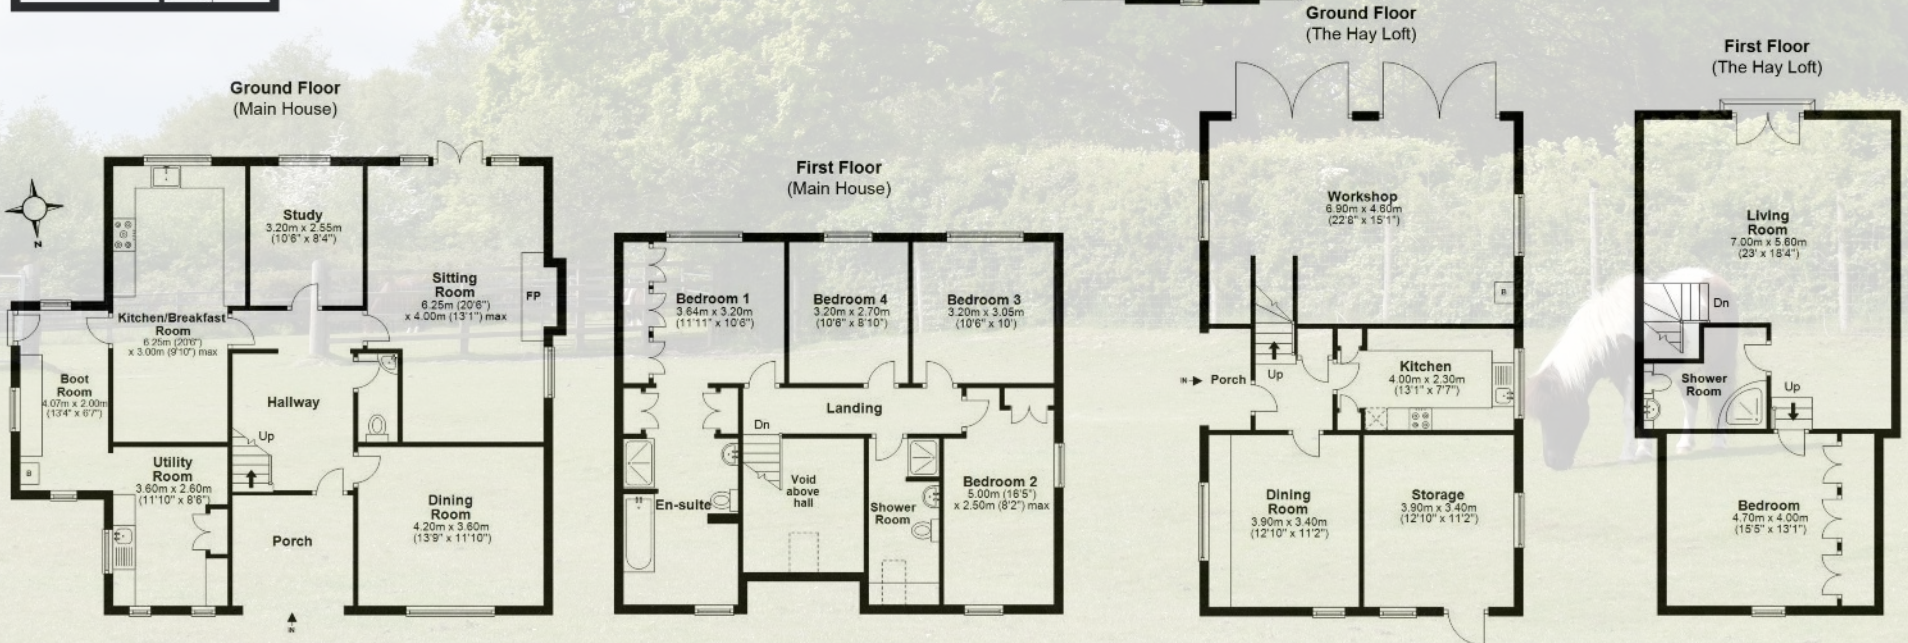 Ground Floor
(Main House)
N
Study
3.20m x 2.55m
(10'6" x 8'4")
Sitting
Room
6.25m (20'6")
x 4.00m (13'1") max
FP
Kitchen/Breakfast
Room
6.25m (20'6")
x 3.00m (9'10") max
Boot
Room
4.07m x 2.00m
(13'4" x 6'7")
B
Hallway
Up
Utility
Room
3.60m x 2.60m
(11'10" x 8'6")
Dining
Room
4.20m x 3.60m
(13'9" x 11'10")
Porch
IN
First Floor
(Main House)
Bedroom 1
3.64m x 3.20m
(11'11" x 10'6")
Bedroom 4
3.20m x 2.70m
(10'6" x 8'10")
Bedroom 3
3.20m x 3.05m
(10'6" x 10')
Landing
Dn
Void
above
hall
En-suite
Shower
Room
Bedroom 2
5.00m (16'5")
x 2.50m (8'2") max
Ground Floor
(The Hay Loft)
Workshop
6.90m x 4.60m
(22'8" x 15'1")
B
IN
Porch
Up
Kitchen
4.00m x 2.30m
(13'1" x 7'7")
Dining
Room
3.90m x 3.40m
(12'10" x 11'2")
Storage
3.90m x 3.40m
(12'10" x 11'2")
First Floor
(The Hay Loft)
Living
Room
7.00m x 5.60m
(23' x 18'4")
Dn
Shower
Room
Up
Bedroom
4.70m x 4.00m
(15'5" x 13'1")